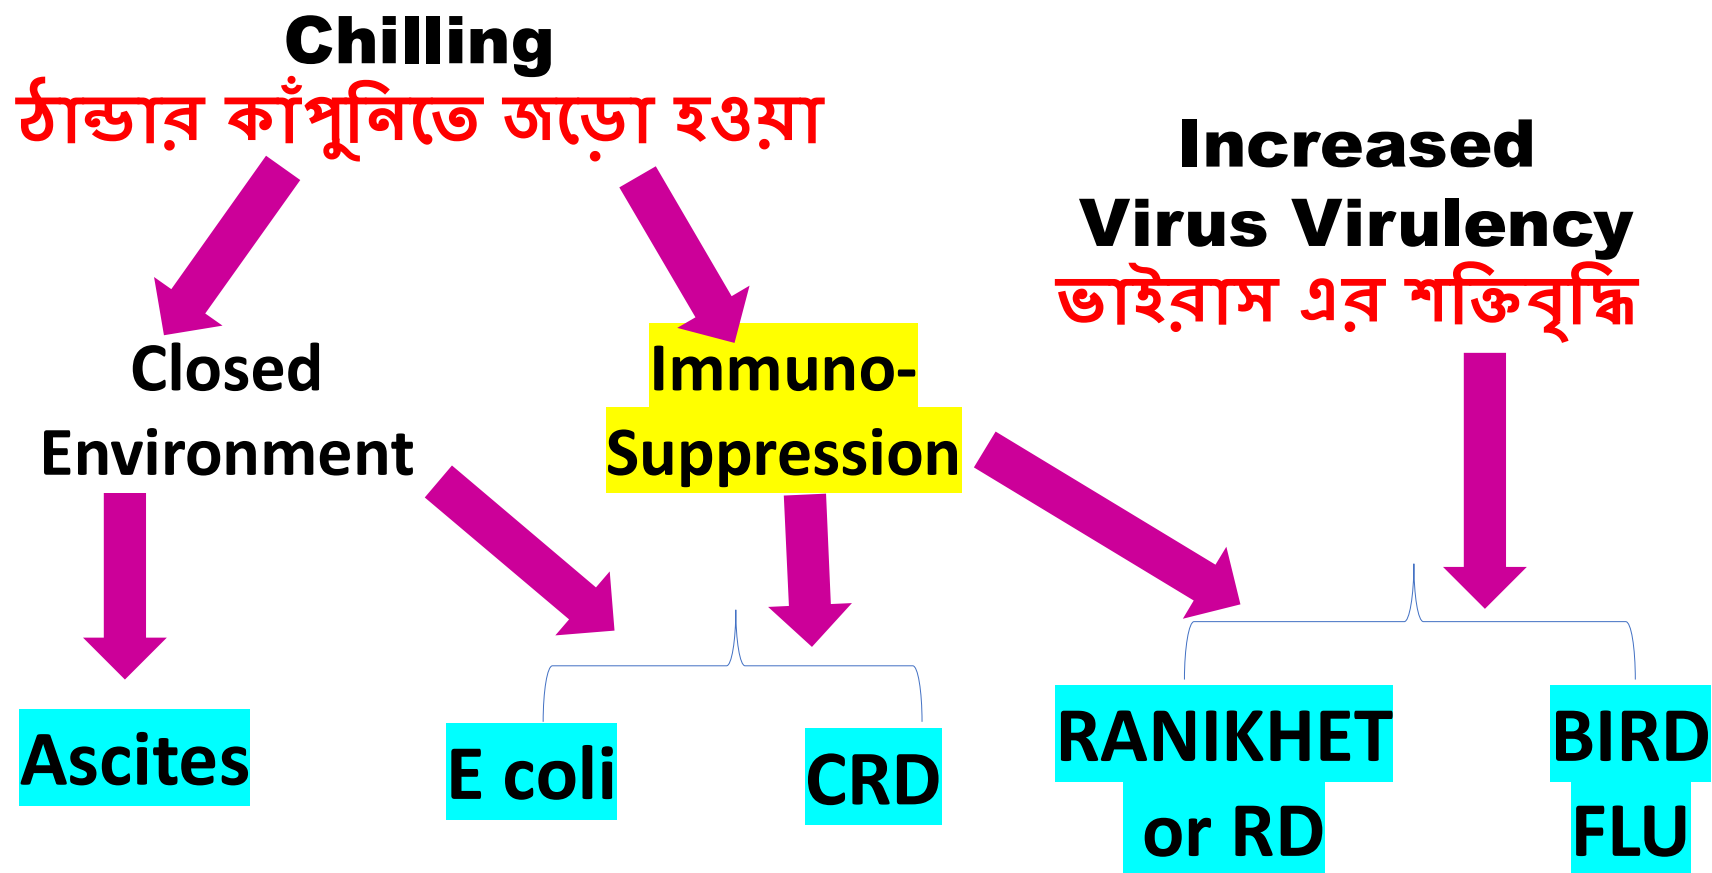 Chilling
ঠান্ডার কাঁপুনিতে জড়ো হওয়া
Increased
Virus Virulency
ভাইরাস এর শক্তিবৃদ্ধি
Closed
Environment
Immuno-
Suppression
Ascites
E coli
CRD
RANIKHET
or RD
BIRD
FLU